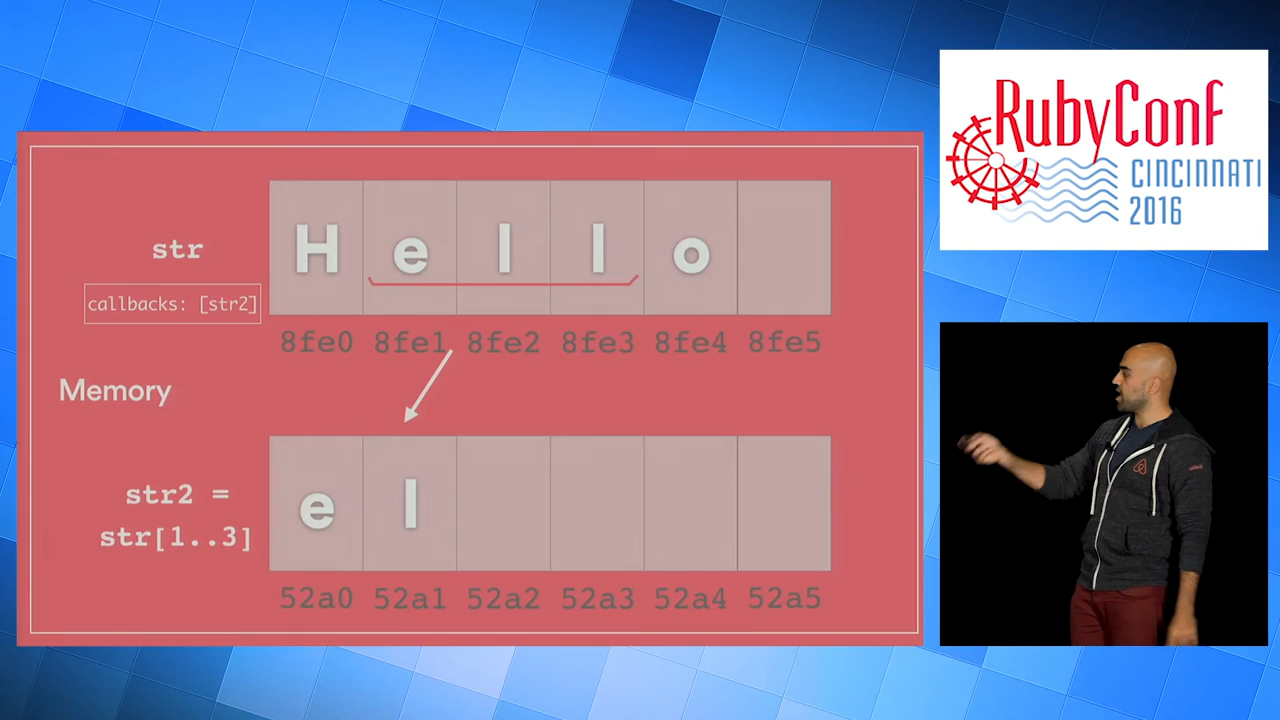 RubyConf
CINCINNATI
2016
str
H e l l o
callbacks: [str2]
8fe0 8fe1 8fe2 8fe3 8fe4 8fe5
Memory
str2 =
str[1..3]
e l
52a0 52a1 52a2 52a3 52a4 52a5